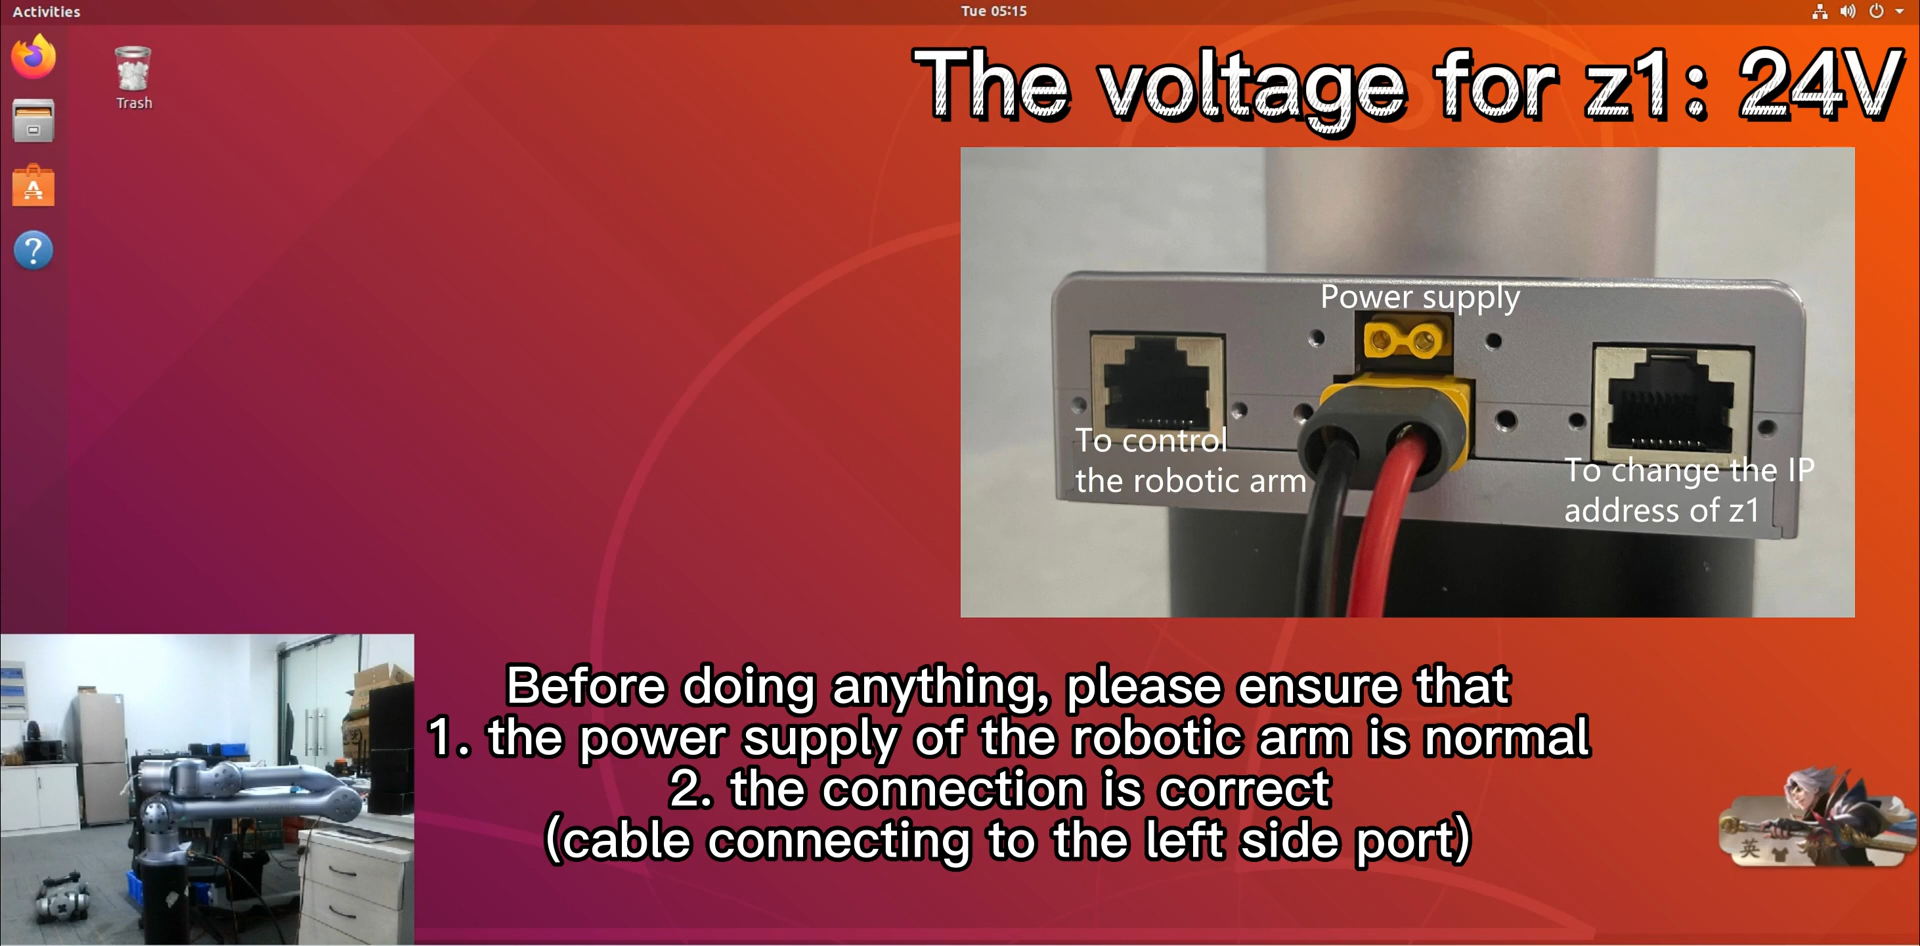 Activities
Tue 05:15
Trash
The voltage for z1: 24V
Power supply
To control
the robotic arm
To change the IP
address of z1
Before doing anything, please ensure that
1. the power supply of the robotic arm is normal
2. the connection is correct
(cable connecting to the left side port)
英